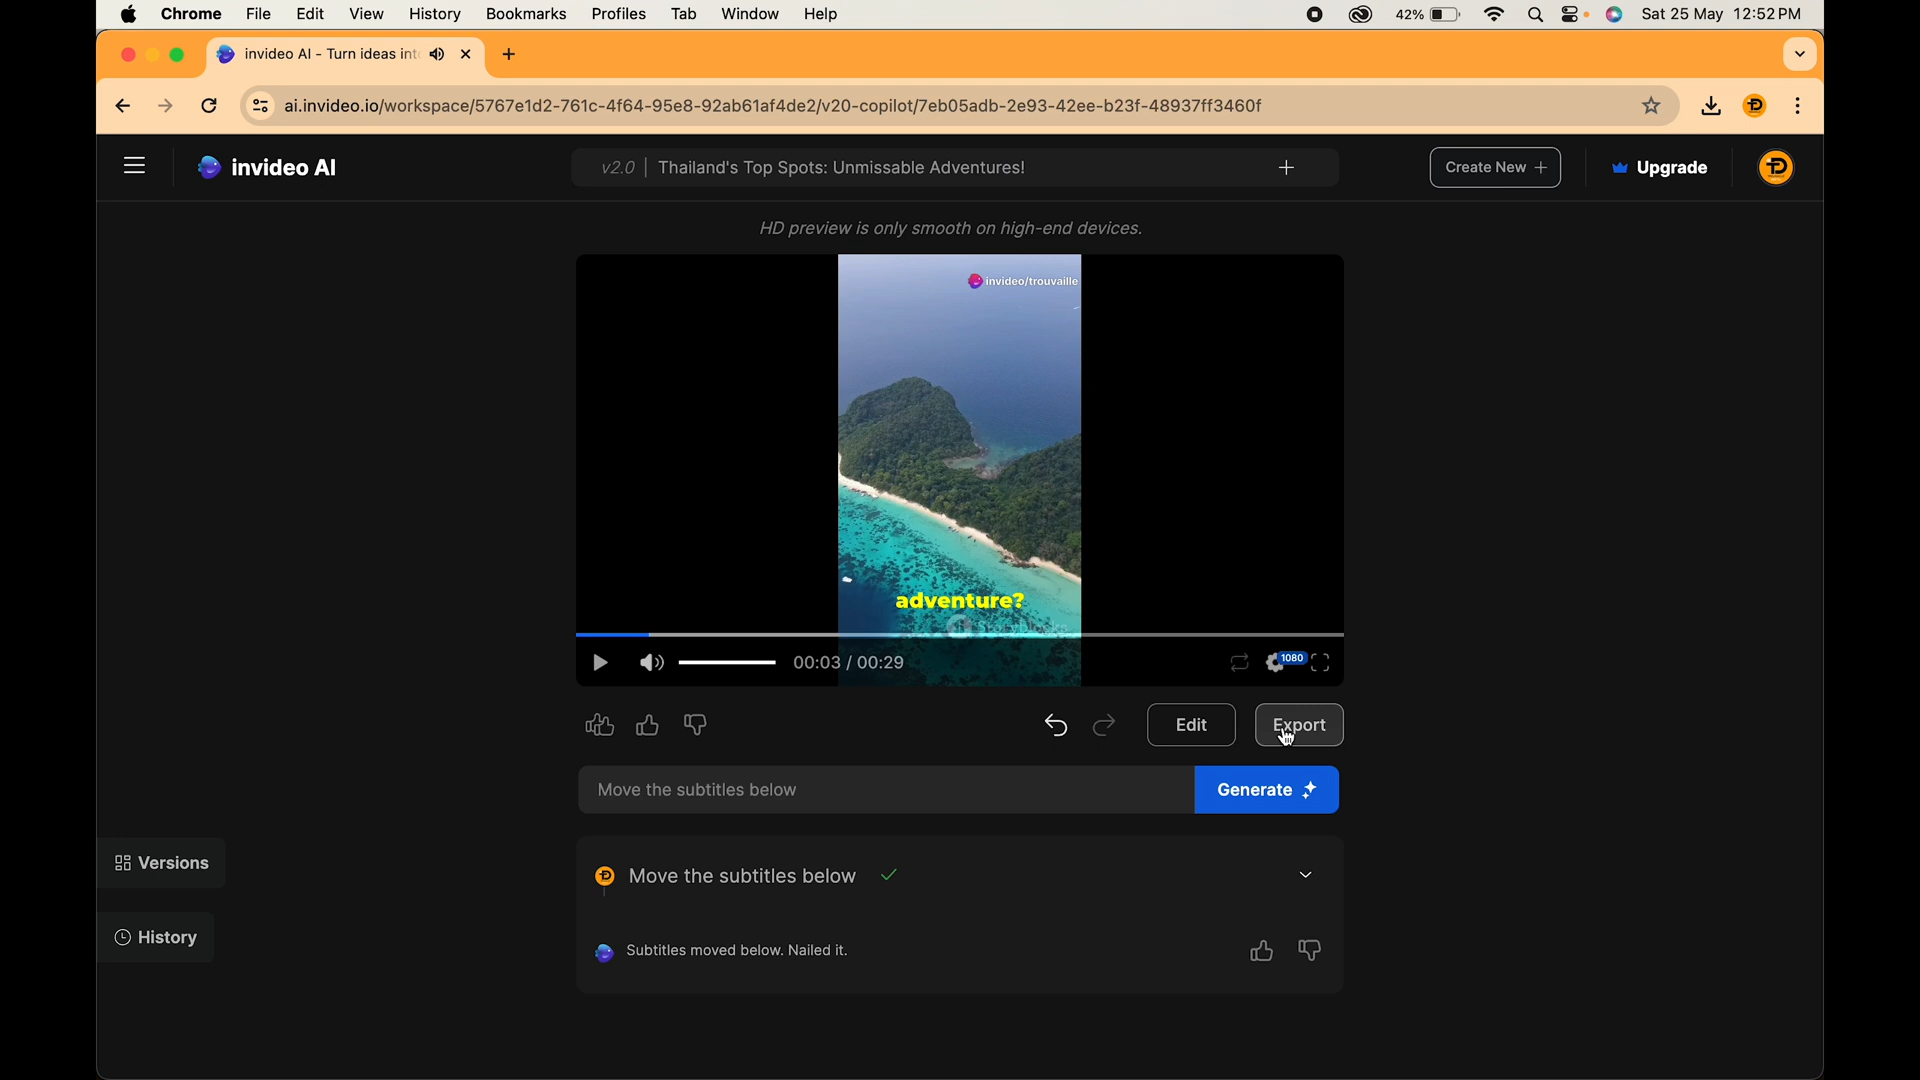 Chrome File Edit View History Bookmarks Profiles Tab Window Help 42% Sat 25 May 12:52 PM
invideo AI - Turn ideas int
ai.invideo.io/workspace/5767e1d2-761c-4f64-95e8-92ab61af4de2/v20-copilot/7eb05adb-2e93-42ee-b23f-48937ff3460f
invideo AI v2.0 | Thailand's Top Spots: Unmissable Adventures! Create New + Upgrade
HD preview is only smooth on high-end devices.
invideo/trouvaille
adventure?
Storyblocks
00:03 / 00:29 1080
Edit Export
Move the subtitles below Generate
Versions
Move the subtitles below
History
Subtitles moved below. Nailed it.